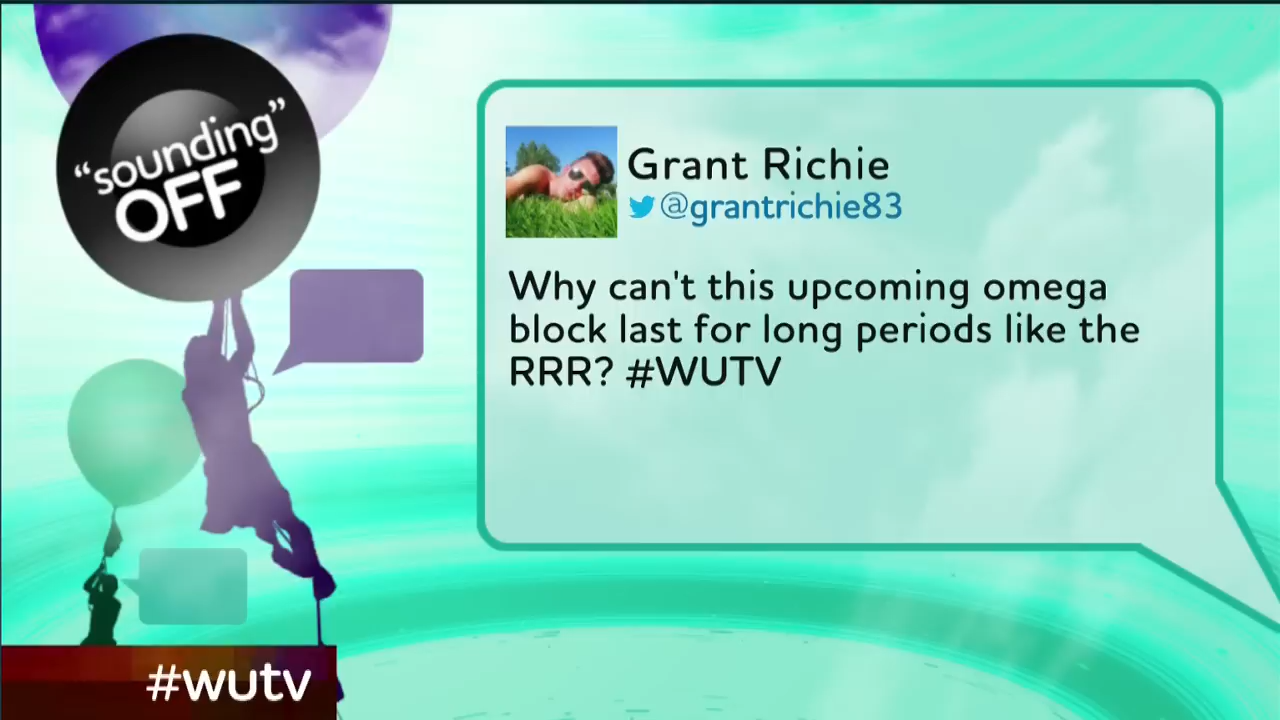 “sounding”
OFF
Grant Richie
@grantrichie83
Why can't this upcoming omega
block last for long periods like the
RRR? #WUTV
#wutv